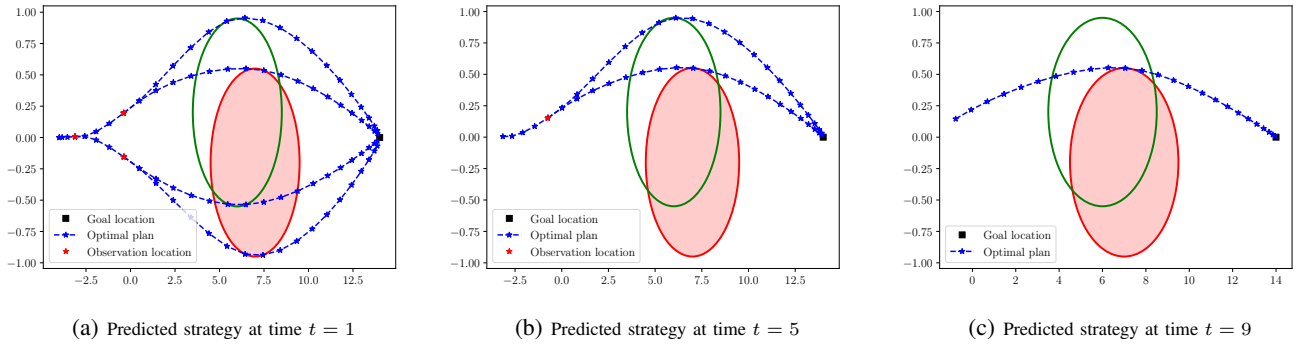 1.00
0.75
0.50
0.25
0.00
−0.25
−0.50
−0.75
−1.00
Goal location
Optimal plan
Observation location
−2.5 0.0 2.5 5.0 7.5 10.0 12.5
(a) Predicted strategy at time t = 1
1.00
0.75
0.50
0.25
0.00
−0.25
−0.50
−0.75
−1.00
Goal location
Optimal plan
Observation location
−2.5 0.0 2.5 5.0 7.5 10.0 12.5
(b) Predicted strategy at time t = 5
1.00
0.75
0.50
0.25
0.00
−0.25
−0.50
−0.75
−1.00
Goal location
Optimal plan
0 2 4 6 8 10 12 14
(c) Predicted strategy at time t = 9